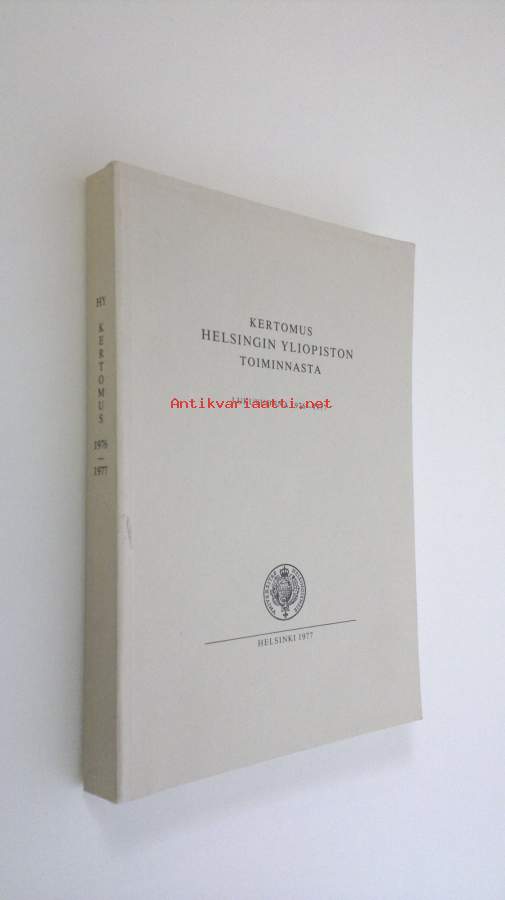 HY KERTOMUS 1976 — 1977
KERTOMUS
HELSINGIN YLIOPISTON
TOIMINNASTA
Antikvariaatti.net
HELSINKI 1977